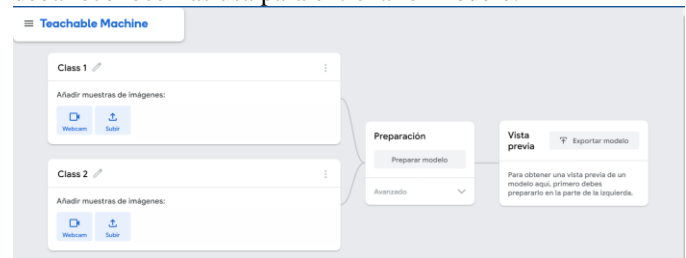 Teachable Machine
Class 1
Añadir muestras de imágenes:
Webcam
Subir
Class 2
Añadir muestras de imágenes:
Webcam
Subir
Preparación
Preparar modelo
Avanzado
Vista
previa
Exportar modelo
Para obtener una vista previa de un
modelo aquí, primero debes
prepararlo en la parte de la izquierda.